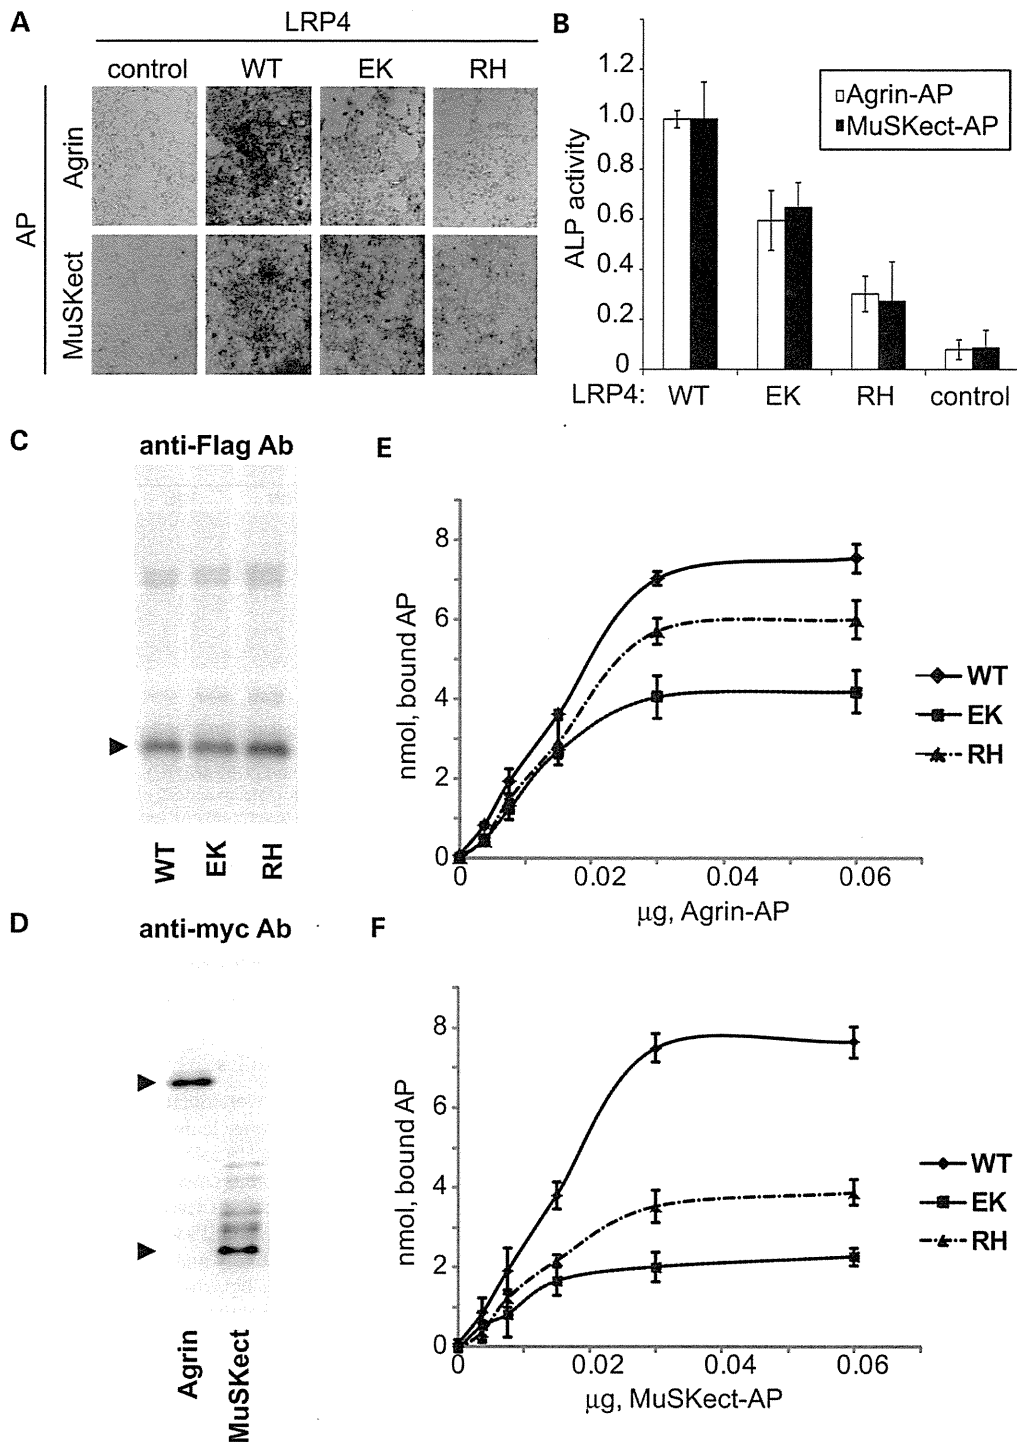 A
LRP4
control WT EK RH
AP
Agrin
MuSKect
B
ALP activity
1.2
1.0
0.8
0.6
0.4
0.2
0
Agrin-AP
MuSKect-AP
LRP4: WT EK RH control
C
anti-Flag Ab
WT EK RH
D
anti-myc Ab
Agrin MuSKect
E
nmol, bound AP
8
6
4
2
0
0 0.02 0.04 0.06
μg, Agrin-AP
WT
EK
RH
F
nmol, bound AP
8
6
4
2
0
0 0.02 0.04 0.06
μg, MuSKect-AP
WT
EK
RH